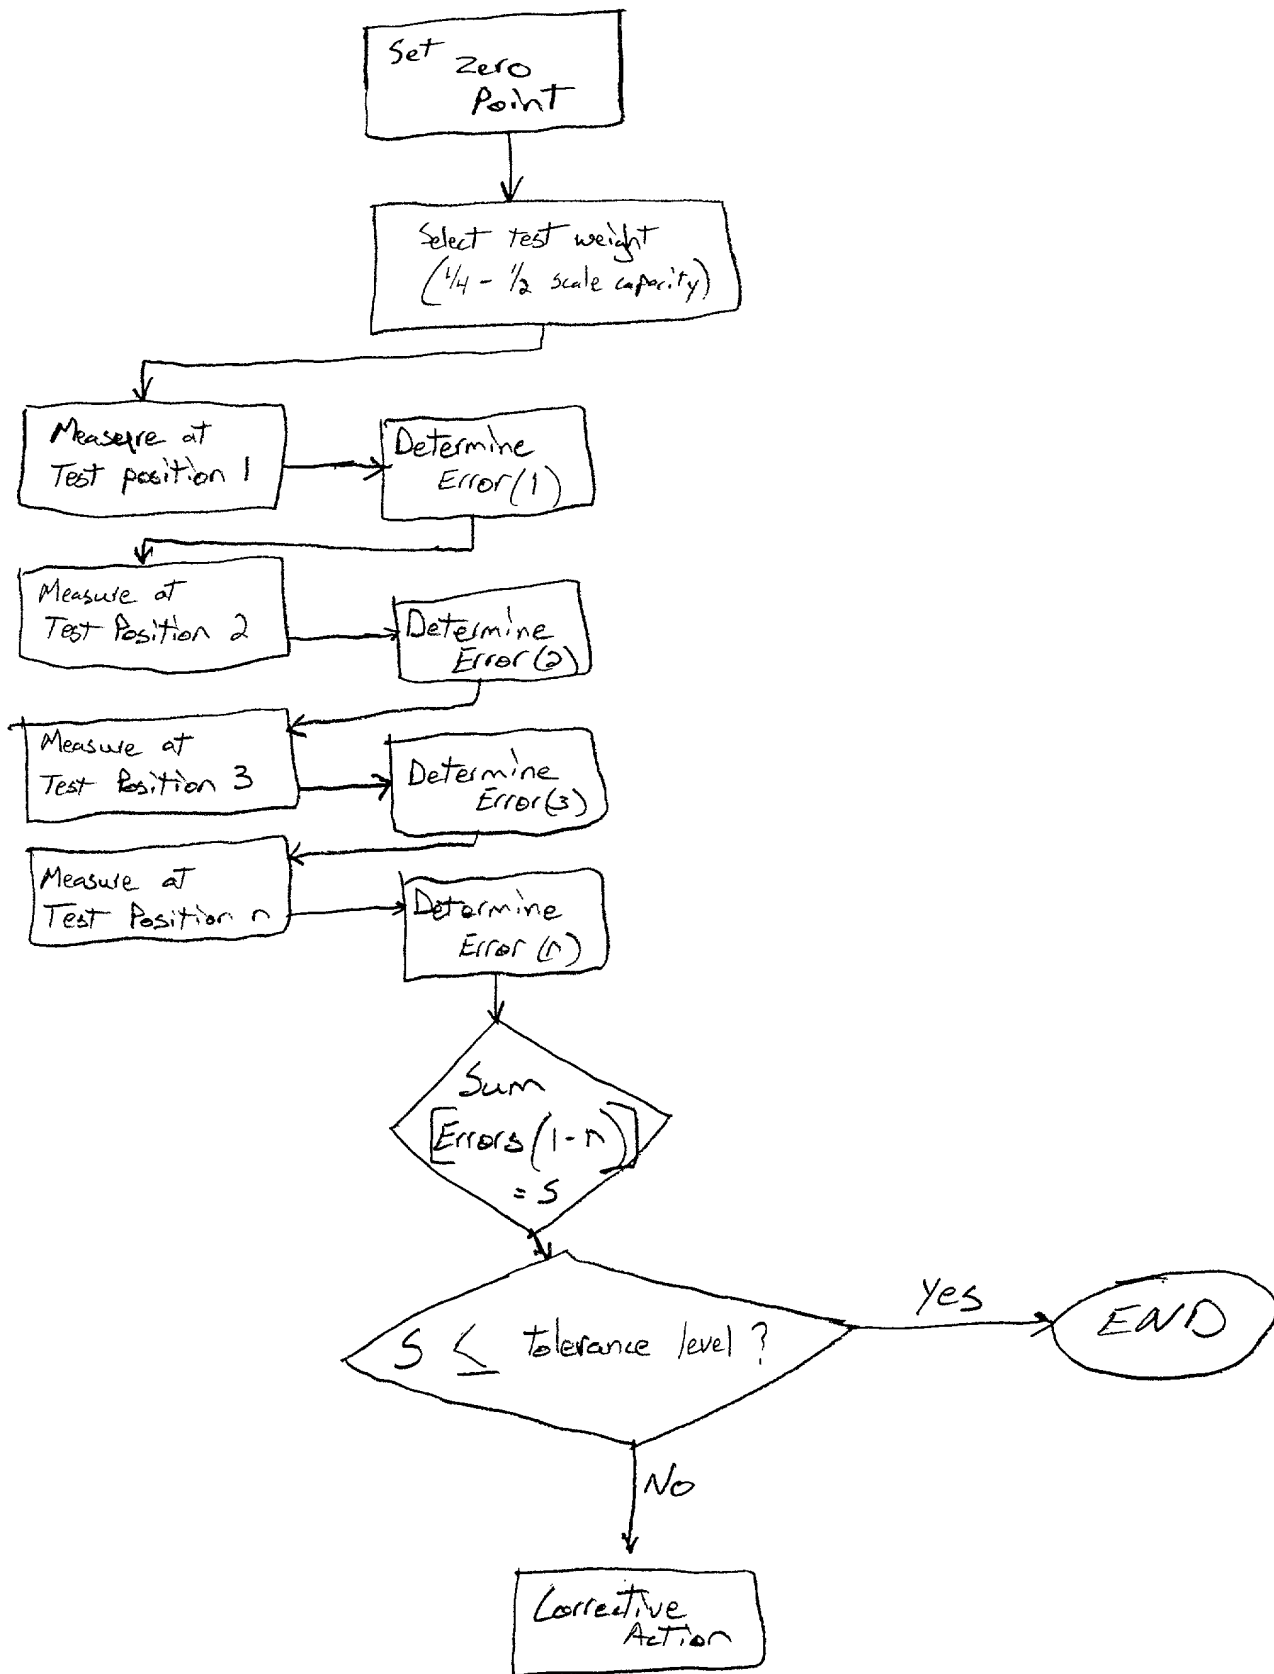 Set
Zero
Point
Select test weight
(1/4 - 1/2 scale capacity)
Measure at
Test position 1
Determine
Error(1)
Measure at
Test Position 2
Determine
Error(2)
Measure at
Test Position 3
Determine
Error(3)
Measure at
Test Position n
Determine
Error(n)
Sum
[Errors(1-n)]
= S
S ≤ tolerance level?
Yes
END
No
Corrective
Action